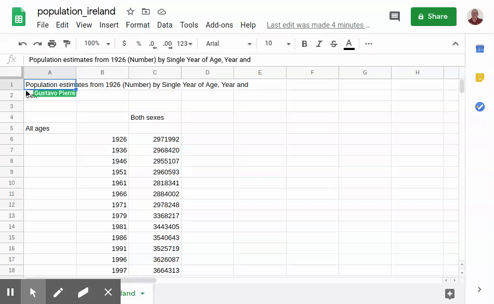 population_ireland
File Edit View Insert Format Data Tools Add-ons Help Last edit was made 4 minutes ...
Share
100% $ % .0 .00 123 Arial 10 B I S A ...
fx Population estimates from 1926 (Number) by Single Year of Age, Year and
A B C D E F G H
1 Population estimates from 1926 (Number) by Single Year of Age, Year and
2 Gustavo Pierre
3
4 Both sexes
5 All ages
6 1926 2971992
7 1936 2968420
8 1946 2955107
9 1951 2960593
10 1961 2818341
11 1966 2884002
12 1971 2978248
13 1979 3368217
14 1981 3443405
15 1986 3540643
16 1991 3525719
17 1996 3626087
18 1997 3664313